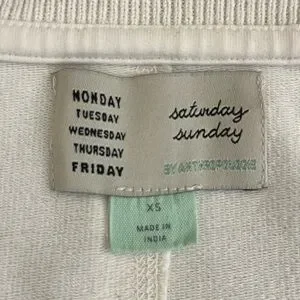 MONDAY
TUESDAY
WEDNESDAY
THURSDAY
FRIDAY
saturday
sunday
BY ANTHROPOLOGIE
XS
MADE IN
INDIA